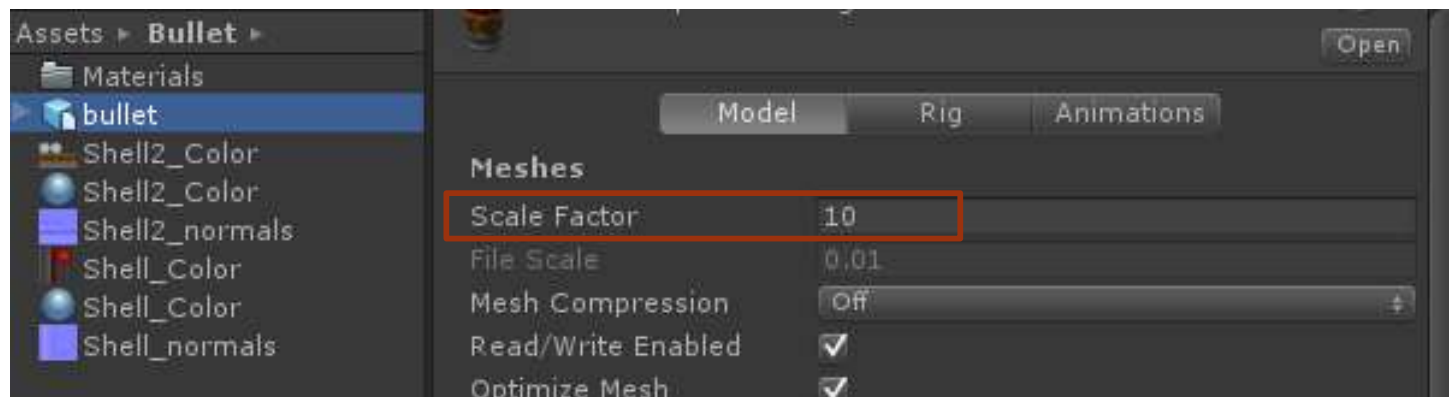 Assets ▸ Bullet ▸
Materials
bullet
Shell2_Color
Shell2_Color
Shell2_normals
Shell_Color
Shell_Color
Shell_normals
Open
Model Rig Animations
Meshes
Scale Factor 10
File Scale 0.01
Mesh Compression Off
Read/Write Enabled
Optimize Mesh